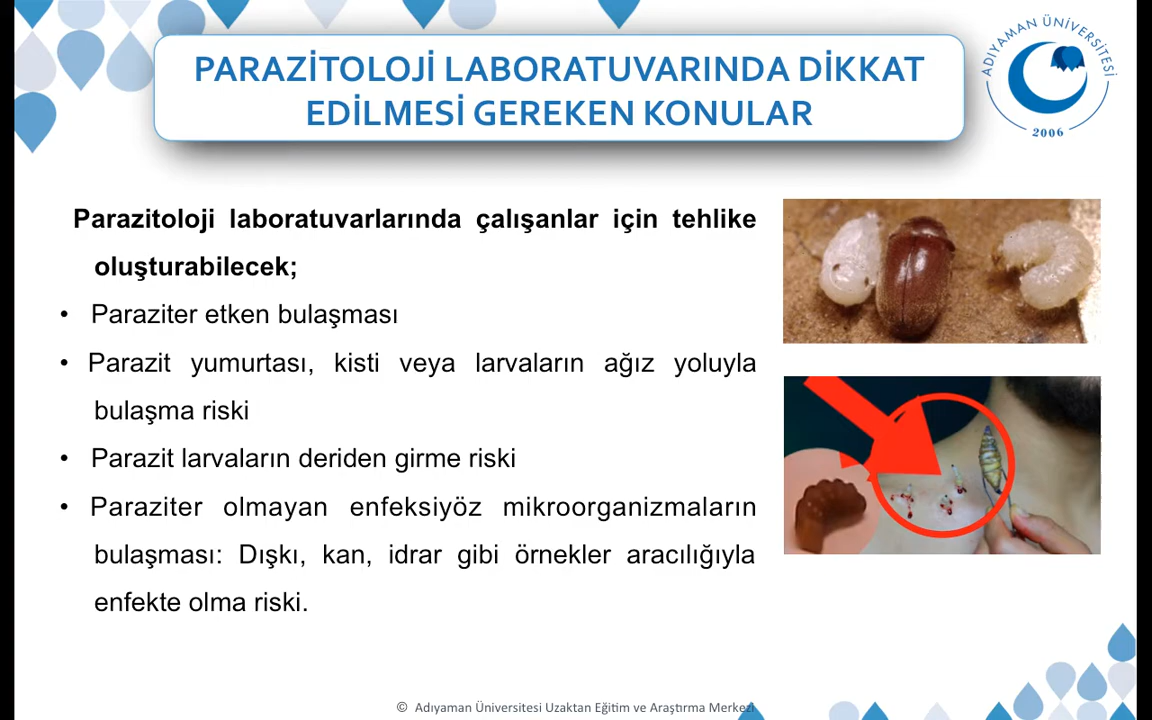 PARAZİTOLOJİ LABORATUVARINDA DİKKAT
EDİLMESİ GEREKEN KONULAR
ADIYAMAN ÜNİVERSİTESİ
2006
Parazitoloji laboratuvarlarında çalışanlar için tehlike
oluşturabilecek;
• Paraziter etken bulaşması
• Parazit yumurtası, kisti veya larvaların ağız yoluyla
bulaşma riski
• Parazit larvaların deriden girme riski
• Paraziter olmayan enfeksiyöz mikroorganizmaların
bulaşması: Dışkı, kan, idrar gibi örnekler aracılığıyla
enfekte olma riski.
© Adıyaman Üniversitesi Uzaktan Eğitim ve Araştırma Merkezi